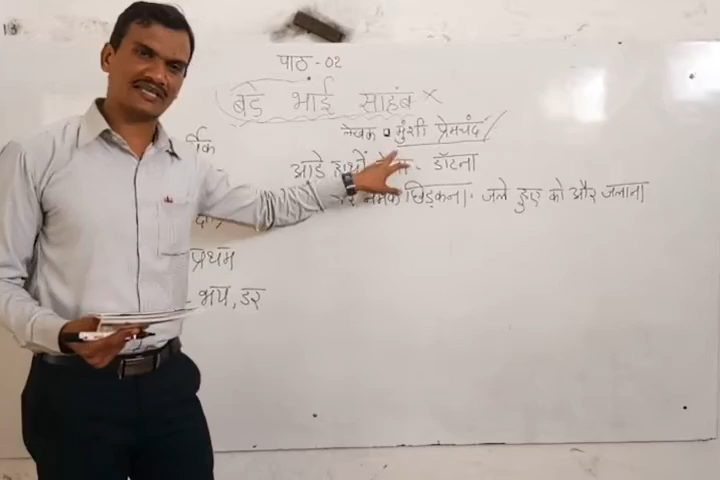 पाठ - 02
बडे भाई साहब ×
लेखक - मुंशी प्रेमचंद
आडे हाथों - डाँटना
नमक छिड़कना जले हुए को और जलाना
प्रथम
- भय, डर